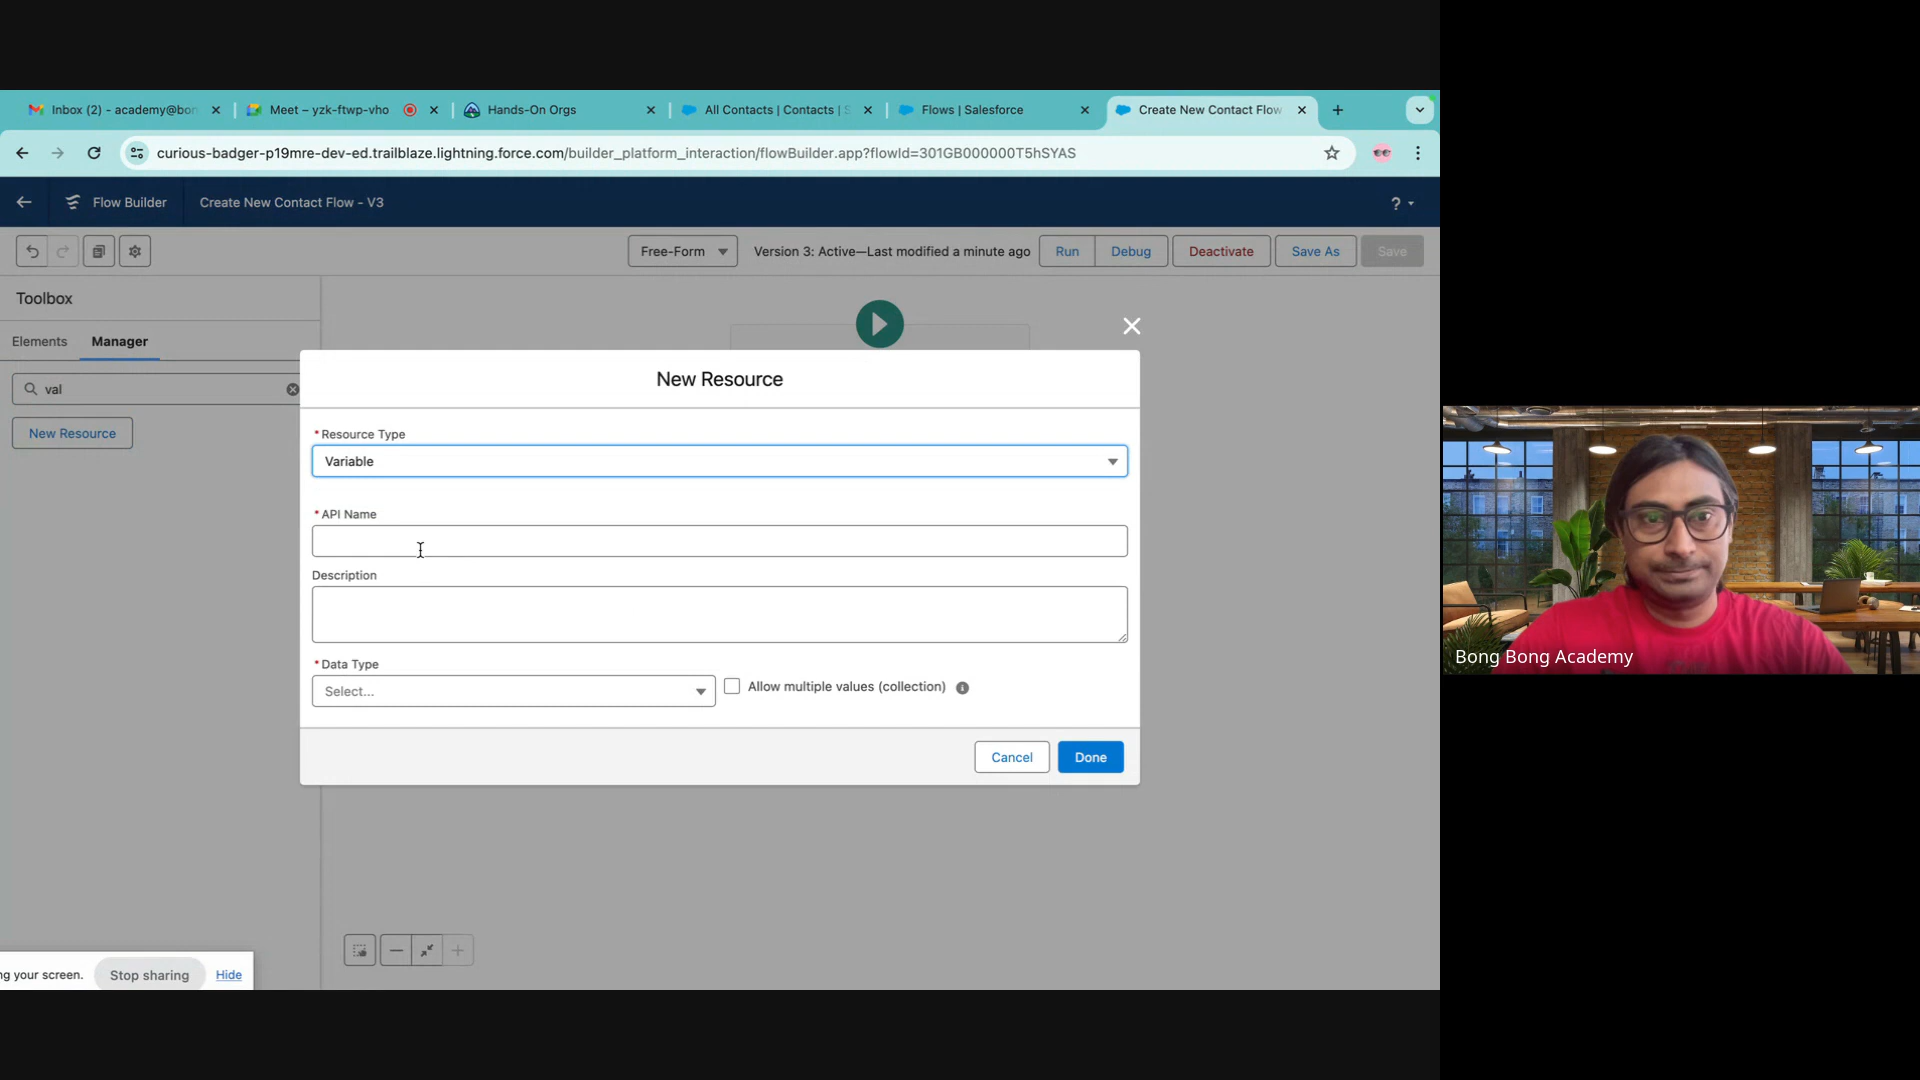 Inbox (2) - academy@bon
Meet – yzk-ftwp-vho
Hands-On Orgs
All Contacts | Contacts | S
Flows | Salesforce
Create New Contact Flow
curious-badger-p19mre-dev-ed.trailblaze.lightning.force.com/builder_platform_interaction/flowBuilder.app?flowId=301GB000000T5hSYAS
Flow Builder
Create New Contact Flow - V3
?
Free-Form
Version 3: Active—Last modified a minute ago
Run
Debug
Deactivate
Save As
Save
Toolbox
Elements
Manager
val
New Resource
New Resource
* Resource Type
Variable
* API Name
Description
* Data Type
Select...
Allow multiple values (collection)
Cancel
Done
ng your screen.
Stop sharing
Hide
Bong Bong Academy